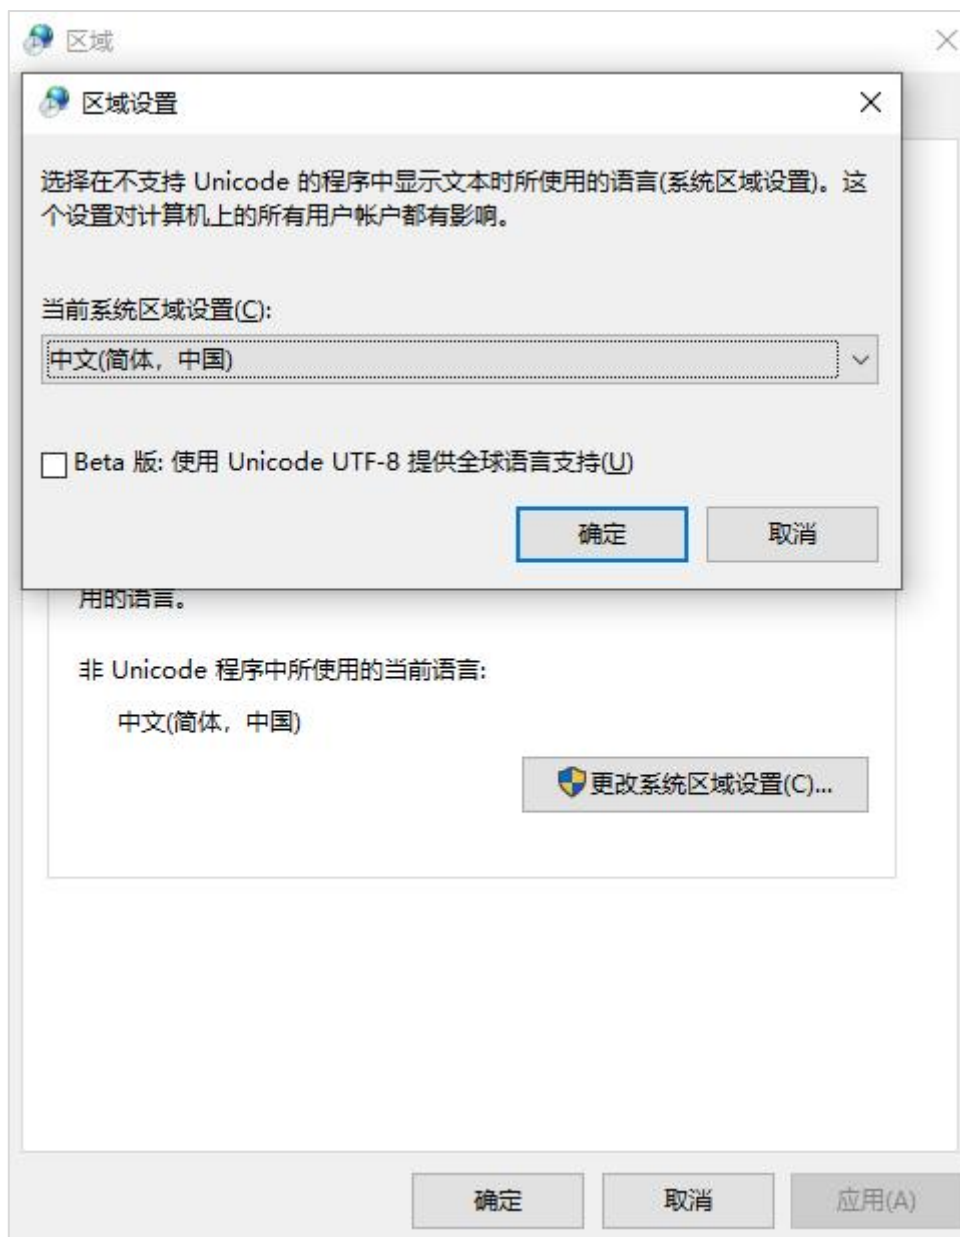 区域
区域设置
选择在不支持 Unicode 的程序中显示文本时所使用的语言(系统区域设置)。这
个设置对计算机上的所有用户帐户都有影响。
当前系统区域设置(C):
中文(简体，中国)
Beta 版: 使用 Unicode UTF-8 提供全球语言支持(U)
确定
取消
用的语言。
非 Unicode 程序中所使用的当前语言:
中文(简体，中国)
更改系统区域设置(C)...
确定
取消
应用(A)